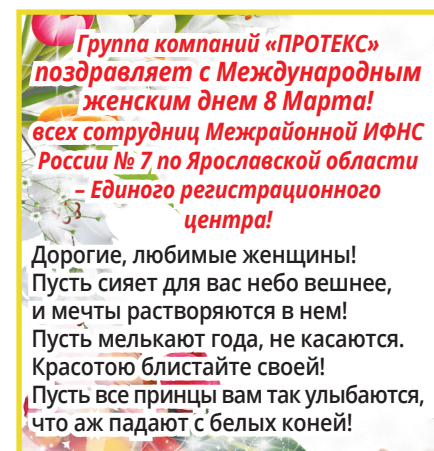 Группа компаний «ПРОТЕКС»
поздравляет с Международным
женским днем 8 Марта!
всех сотрудниц Межрайонной ИФНС
России № 7 по Ярославской области
– Единого регистрационного
центра!
Дорогие, любимые женщины!
Пусть сияет для вас небо вешнее,
и мечты растворяются в нем!
Пусть мелькают года, не касаются.
Красотою блистайте своей!
Пусть все принцы вам так улыбаются,
что аж падают с белых коней!